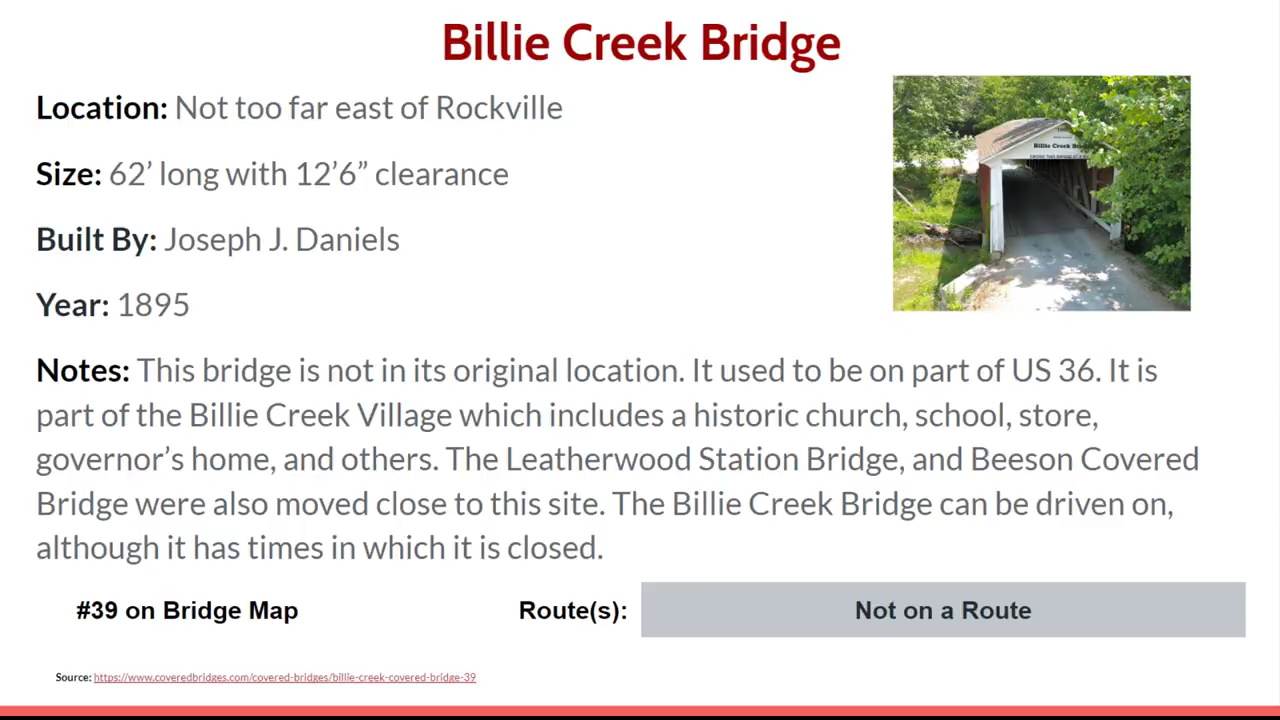 Billie Creek Bridge
Location: Not too far east of Rockville
Size: 62’ long with 12’6” clearance
Built By: Joseph J. Daniels
Year: 1895
Billie Creek
Notes: This bridge is not in its original location. It used to be on part of US 36. It is
part of the Billie Creek Village which includes a historic church, school, store,
governor’s home, and others. The Leatherwood Station Bridge, and Beeson Covered
Bridge were also moved close to this site. The Billie Creek Bridge can be driven on,
although it has times in which it is closed.
#39 on Bridge Map Route(s): Not on a Route
Source: https://www.coveredbridges.com/covered-bridges/billie-creek-covered-bridge-39